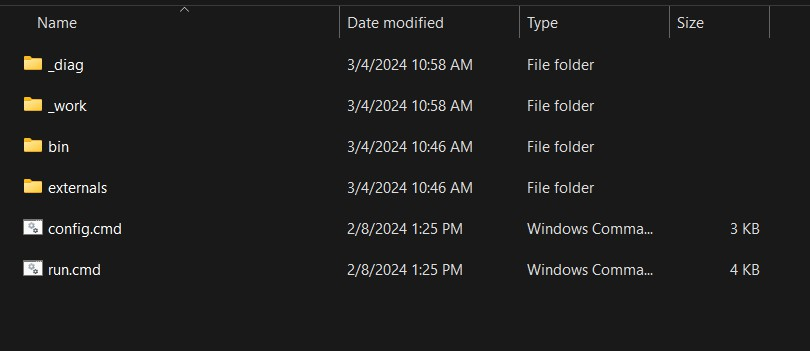 Name Date modified Type Size
_diag 3/4/2024 10:58 AM File folder
_work 3/4/2024 10:58 AM File folder
bin 3/4/2024 10:46 AM File folder
externals 3/4/2024 10:46 AM File folder
config.cmd 2/8/2024 1:25 PM Windows Comma... 3 KB
run.cmd 2/8/2024 1:25 PM Windows Comma... 4 KB